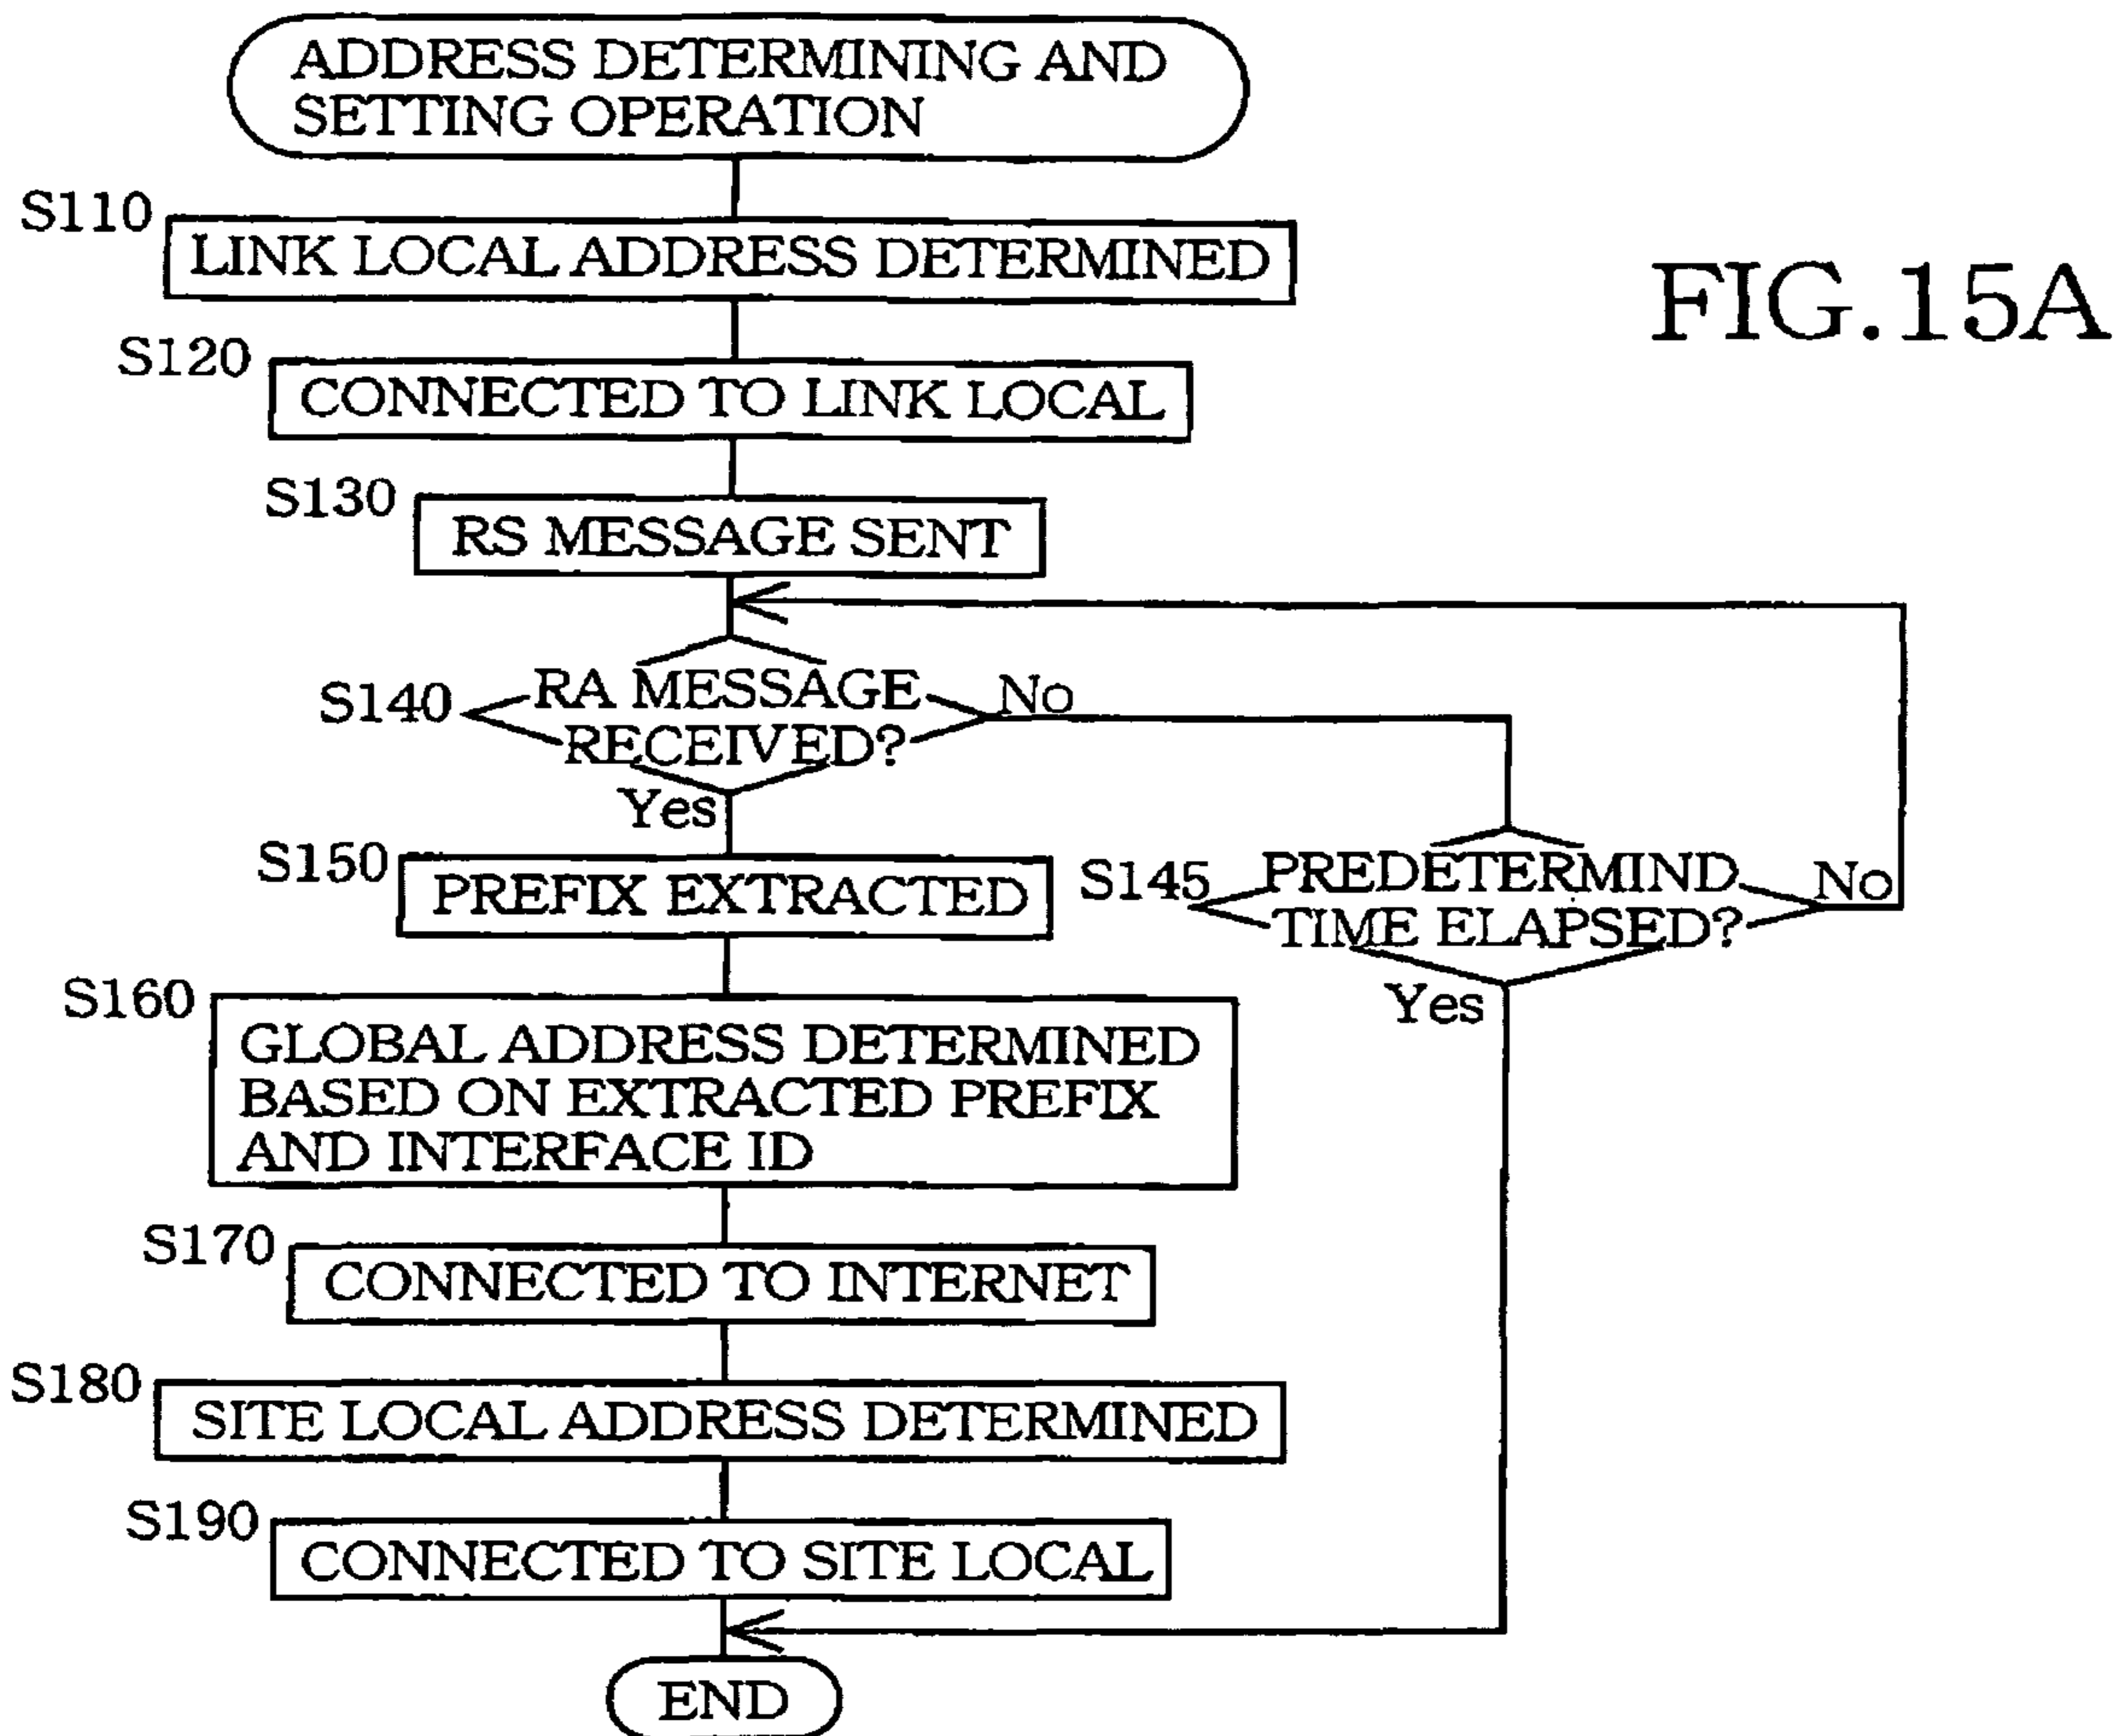 ADDRESS DETERMINING AND
SETTING OPERATION
S110
LINK LOCAL ADDRESS DETERMINED
FIG.15A
S120
CONNECTED TO LINK LOCAL
S130
RS MESSAGE SENT
S140
RA MESSAGE
RECEIVED?
No
Yes
S150
PREFIX EXTRACTED
S145
PREDETERMIND
TIME ELAPSED?
No
Yes
S160
GLOBAL ADDRESS DETERMINED
BASED ON EXTRACTED PREFIX
AND INTERFACE ID
S170
CONNECTED TO INTERNET
S180
SITE LOCAL ADDRESS DETERMINED
S190
CONNECTED TO SITE LOCAL
END